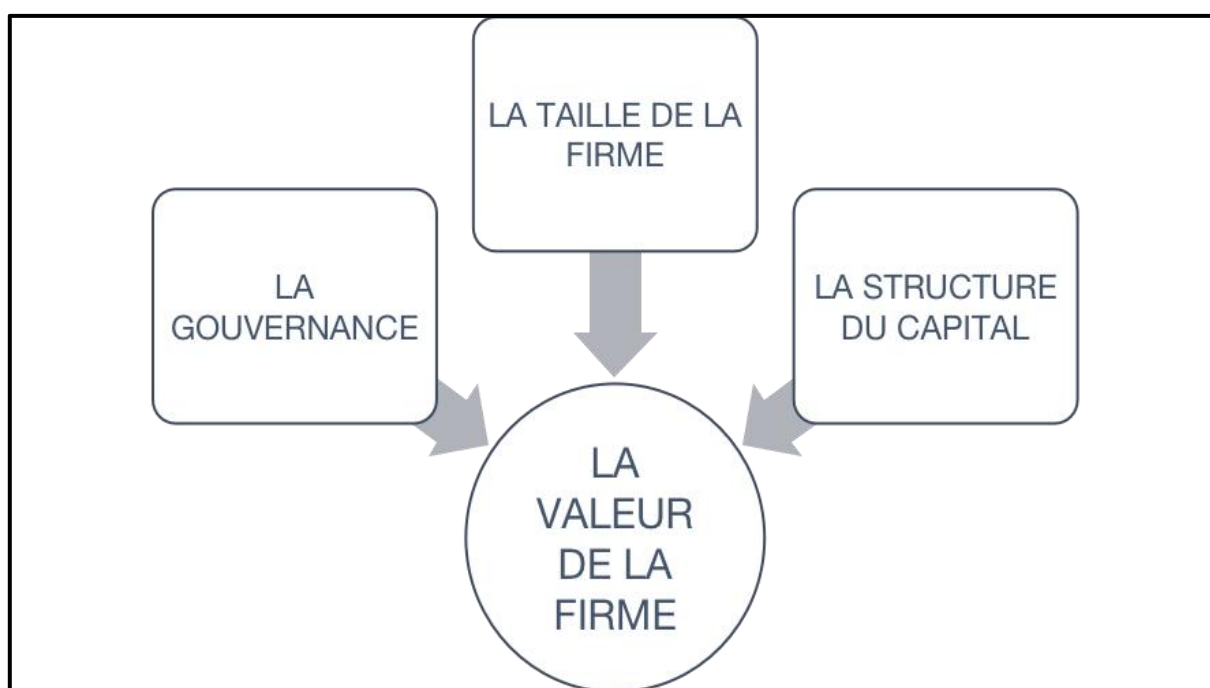 LA TAILLE DE LA
FIRME
LA
GOUVERNANCE
LA STRUCTURE
DU CAPITAL
LA
VALEUR
DE LA
FIRME